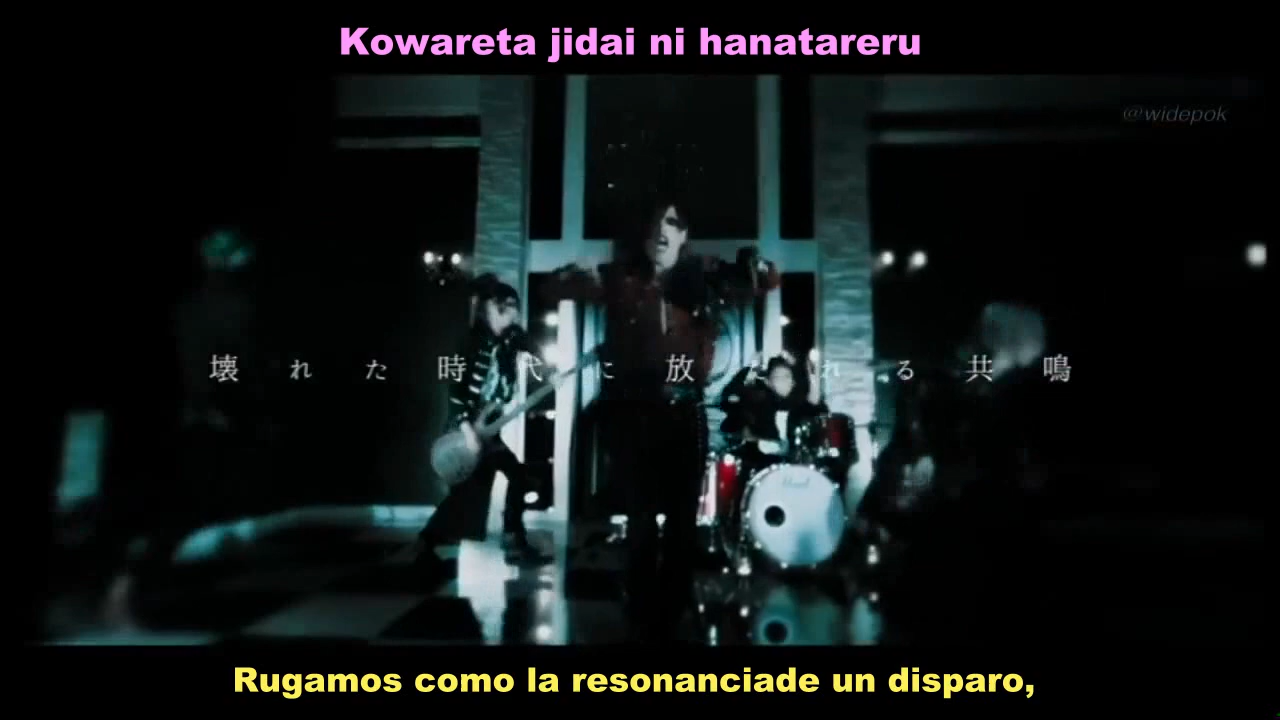 Kowareta jidai ni hanatareru
@widepok
壊れた時代に放たれる共鳴
Rugamos como la resonanciade un disparo,